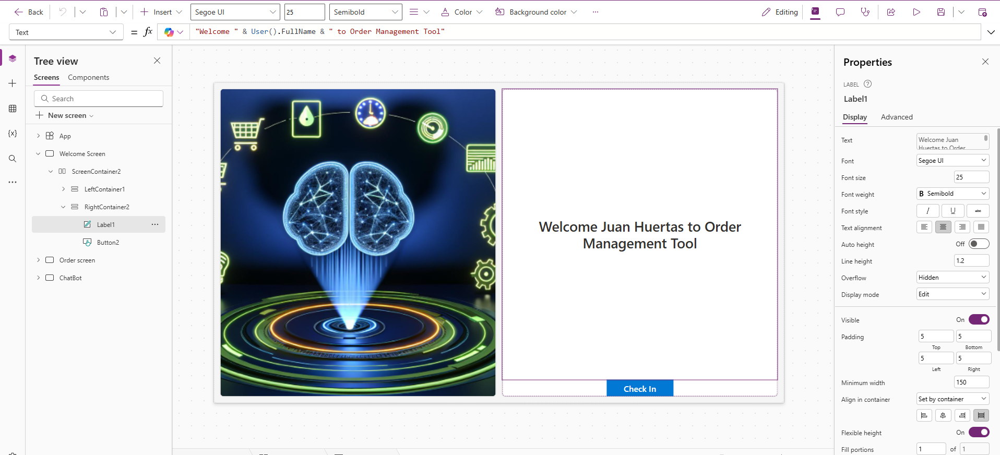 Back
Insert
Segoe UI
25
Semibold
Color
Background color
Editing
Text
= fx
"Welcome " & User().FullName & " to Order Management Tool"
Tree view
Screens
Components
Search
New screen
App
Welcome Screen
ScreenContainer2
LeftContainer1
RightContainer2
Label1
Button2
Order screen
ChatBot
Welcome Juan Huertas to Order
Management Tool
Check In
Properties
LABEL
Label1
Display
Advanced
Text
Welcome Juan
Huertas to Order
Font
Segoe UI
Font size
25
Font weight
B Semibold
Font style
/ U abc
Text alignment
Auto height
Off
Line height
1.2
Overflow
Hidden
Display mode
Edit
Visible
On
Padding
5 5
Top Bottom
5 5
Left Right
Minimum width
150
Align in container
Set by container
Flexible height
On
Fill portions
1 of 1